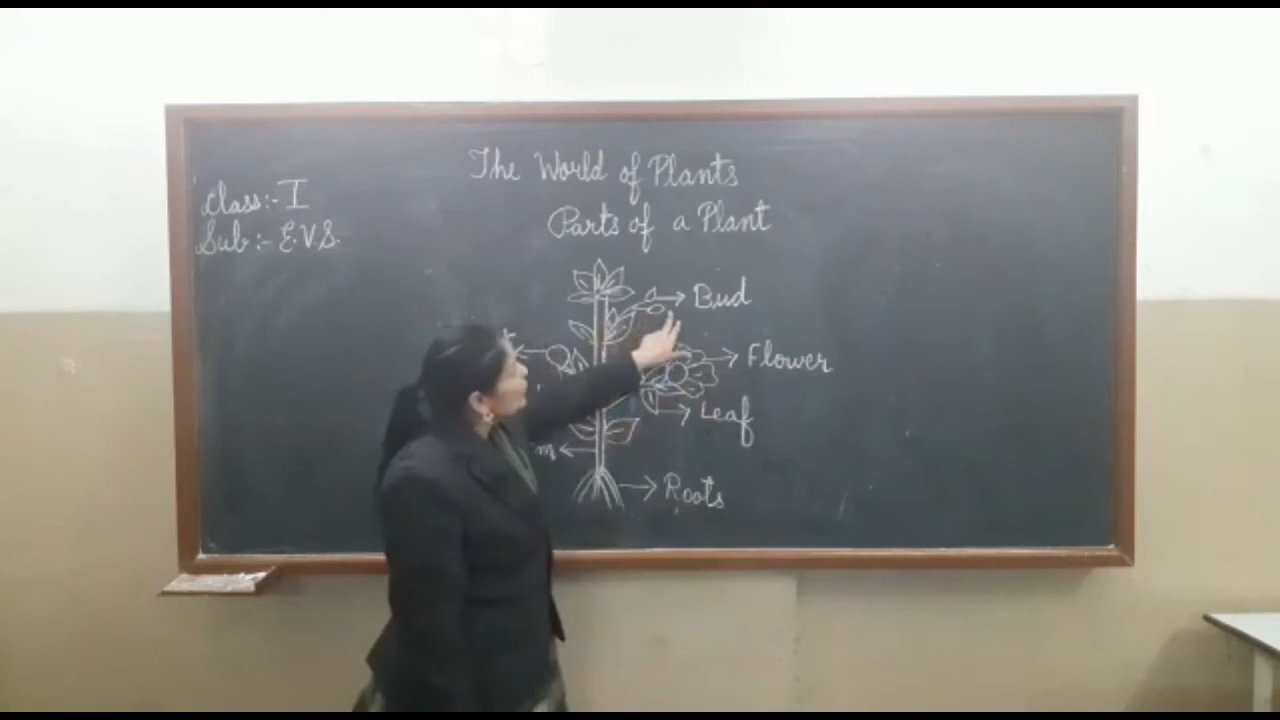 The World of Plants
Class:- I
Parts of a Plant
Sub:- E.V.S.
Bud
Flower
Leaf
Roots